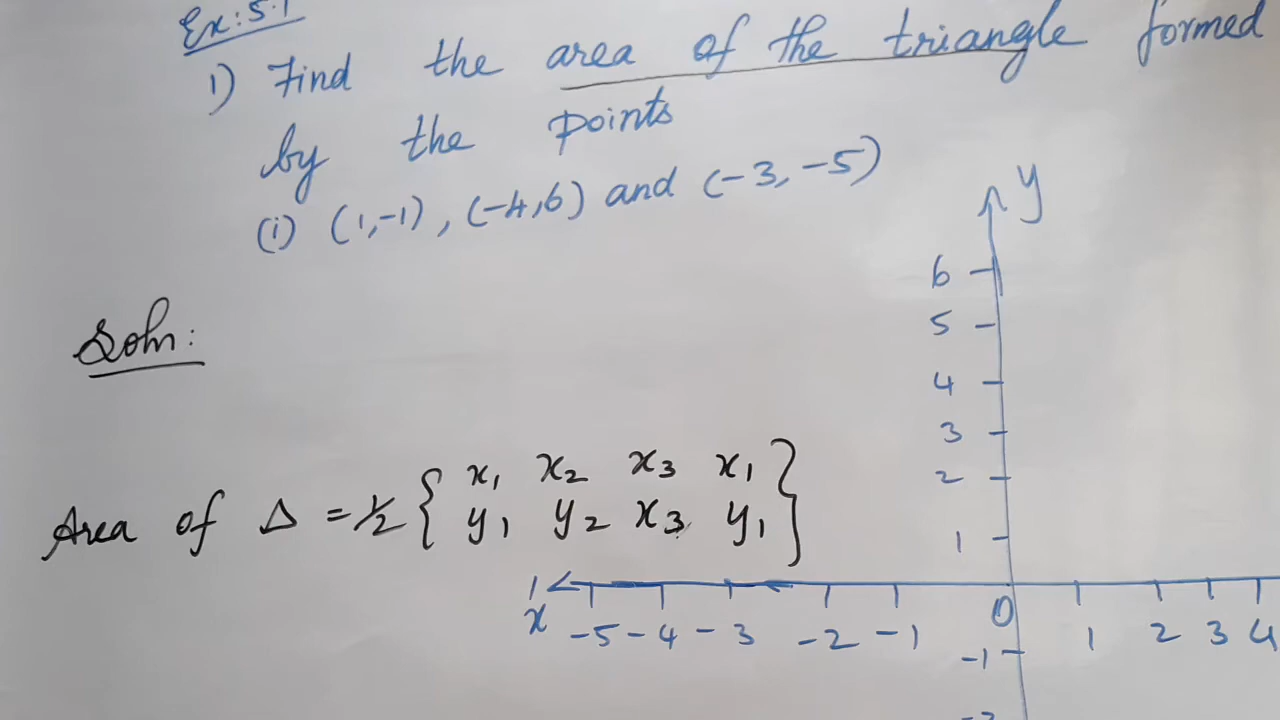 Ex: 5.1
1) Find the area of the triangle formed
by the points
(i) (1,-1), (-4,6) and (-3, -5)
Soln:
Area of Δ = 1/2 { x₁ x₂ x₃ x₁
y₁ y₂ x₃ y₁ }
y
6
5
4
3
2
1
x'
-5 -4 -3 -2 -1 0 1 2 3 4
-1